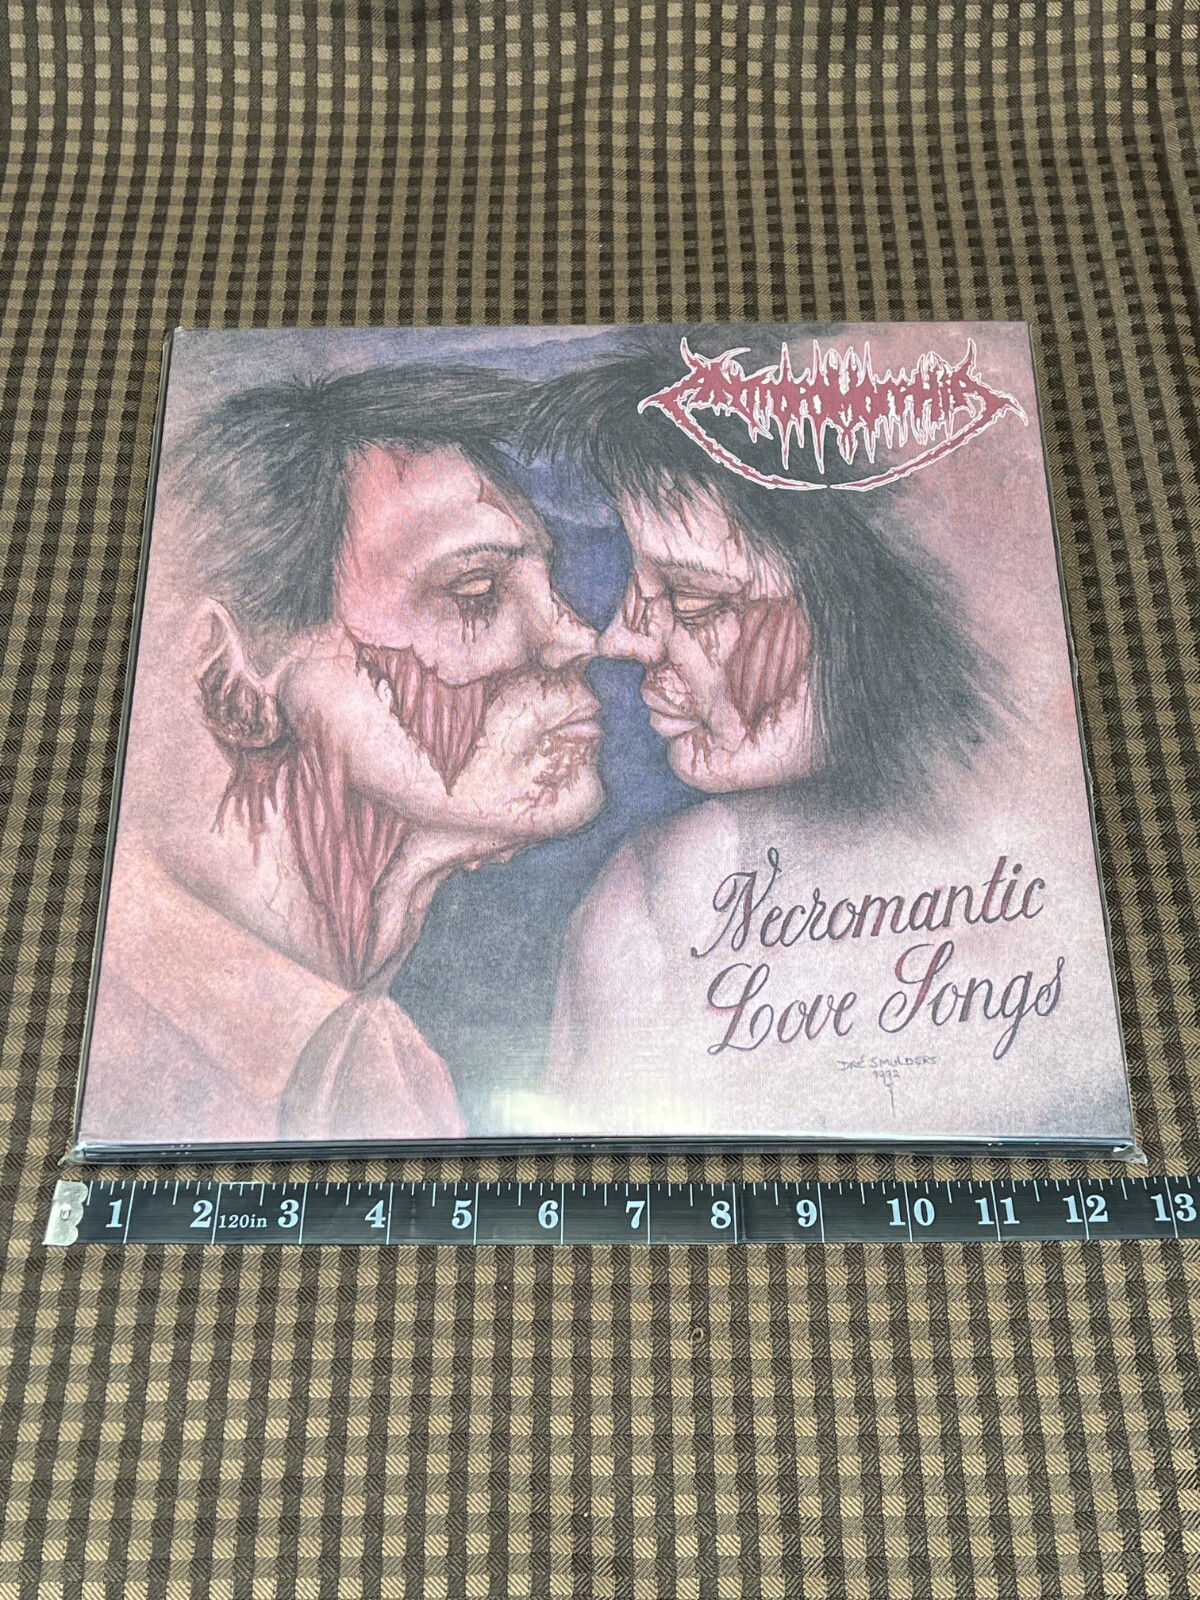 ANTROPOMORPHIA
Necromantic
Love Songs
DRÉ SMULDERS
1992
1 2 120in 3 4 5 6 7 8 9 10 11 12 13